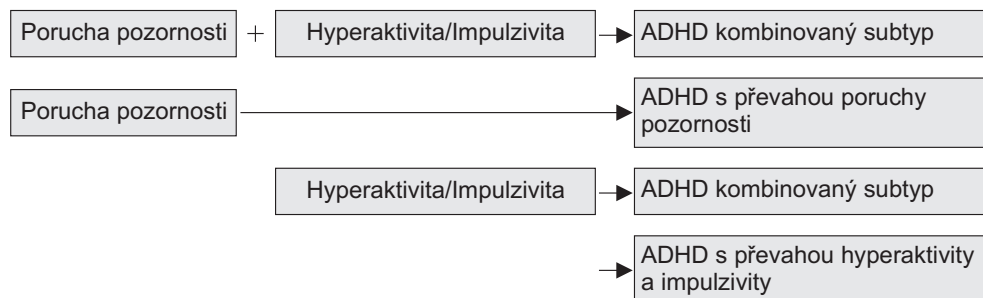 Porucha pozornosti + Hyperaktivita/Impulzivita ADHD kombinovaný subtyp
Porucha pozornosti ADHD s převahou poruchy
pozornosti
Hyperaktivita/Impulzivita ADHD kombinovaný subtyp
ADHD s převahou hyperaktivity
a impulzivity